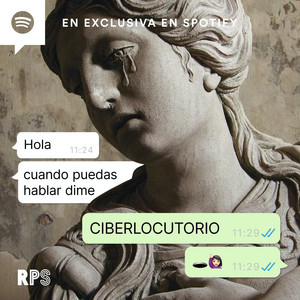 EN EXCLUSIVA EN SPOTIFY
Hola
11:24
cuando puedas
hablar dime
CIBERLOCUTORIO
11:29
🕳️🙋🏻‍♀️
11:29
RPS